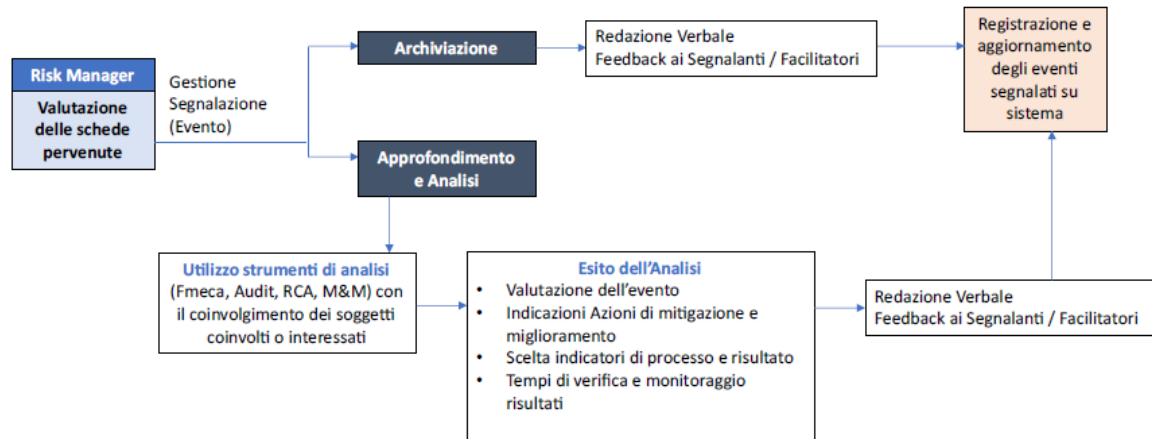 Risk Manager
Valutazione
delle schede
pervenute
Gestione
Segnalazione
(Evento)
Archiviazione
Redazione Verbale
Feedback ai Segnalanti / Facilitatori
Registrazione e
aggiornamento
degli eventi
segnalati su
sistema
Approfondimento
e Analisi
Utilizzo strumenti di analisi
(Fmeca, Audit, RCA, M&M) con
il coinvolgimento dei soggetti
coinvolti o interessati
Esito dell'Analisi
• Valutazione dell'evento
• Indicazioni Azioni di mitigazione e
miglioramento
• Scelta indicatori di processo e risultato
• Tempi di verifica e monitoraggio
risultati
Redazione Verbale
Feedback ai Segnalanti / Facilitatori